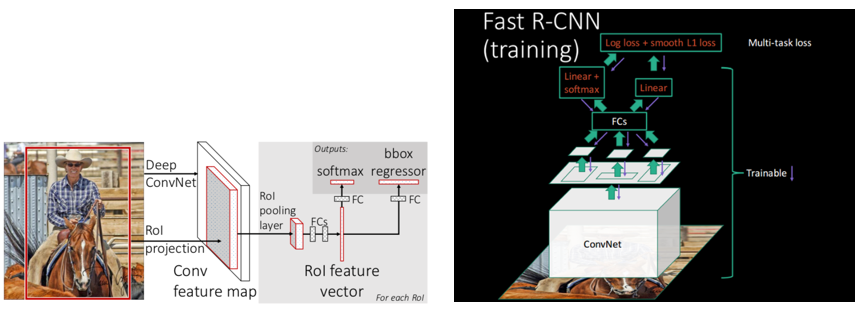 Deep
ConvNet
RoI
projection
Conv
feature map
RoI
pooling
layer
FCs
RoI feature
vector
Outputs:
softmax
bbox
regressor
FC
FC
For each RoI
Fast R-CNN
(training)
Log loss + smooth L1 loss
Multi-task loss
Linear +
softmax
Linear
FCs
Trainable
ConvNet